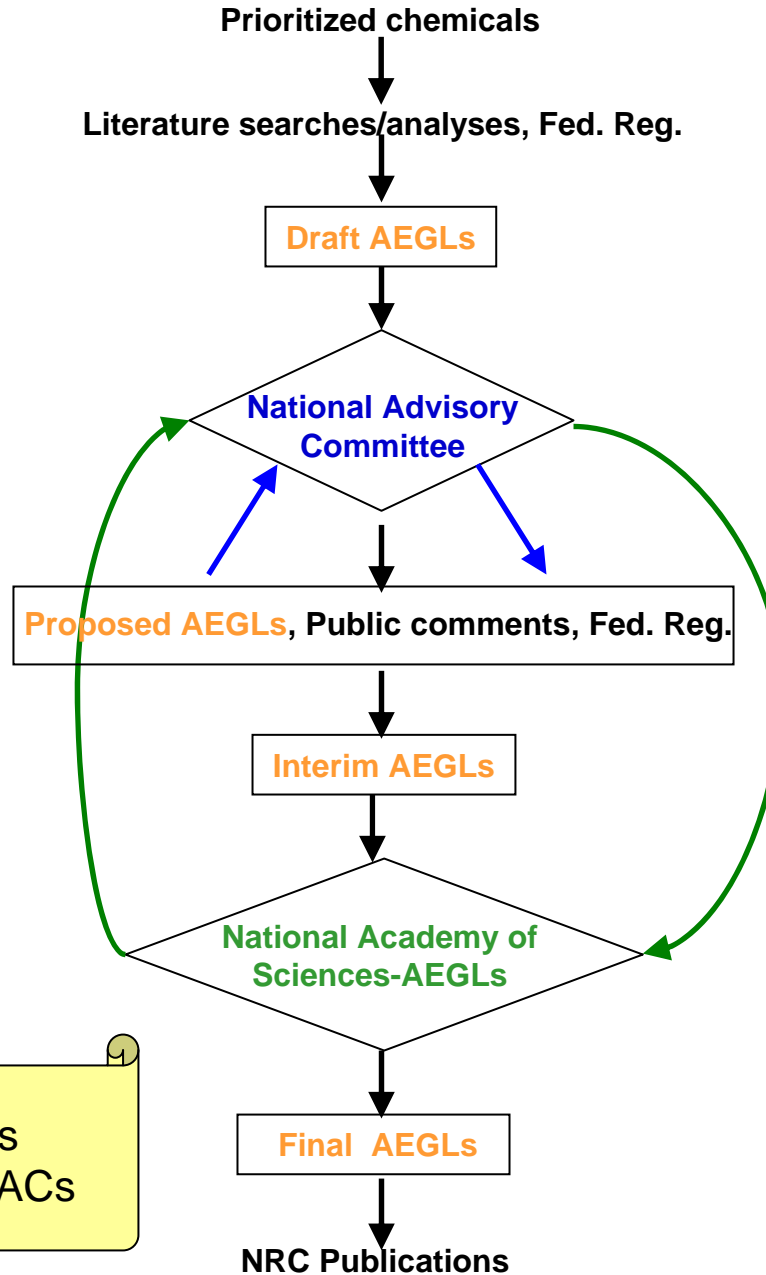 Prioritized chemicals
Literature searches/analyses, Fed. Reg.
Draft AEGLs
National Advisory
Committee
Proposed AEGLs, Public comments, Fed. Reg.
Interim AEGLs
National Academy of
Sciences-AEGLs
Final AEGLs
NRC Publications